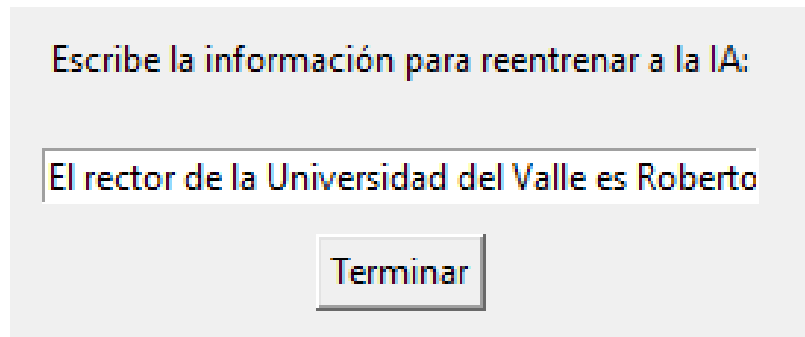 Escribe la información para reentrenar a la IA:
El rector de la Universidad del Valle es Roberto
Terminar